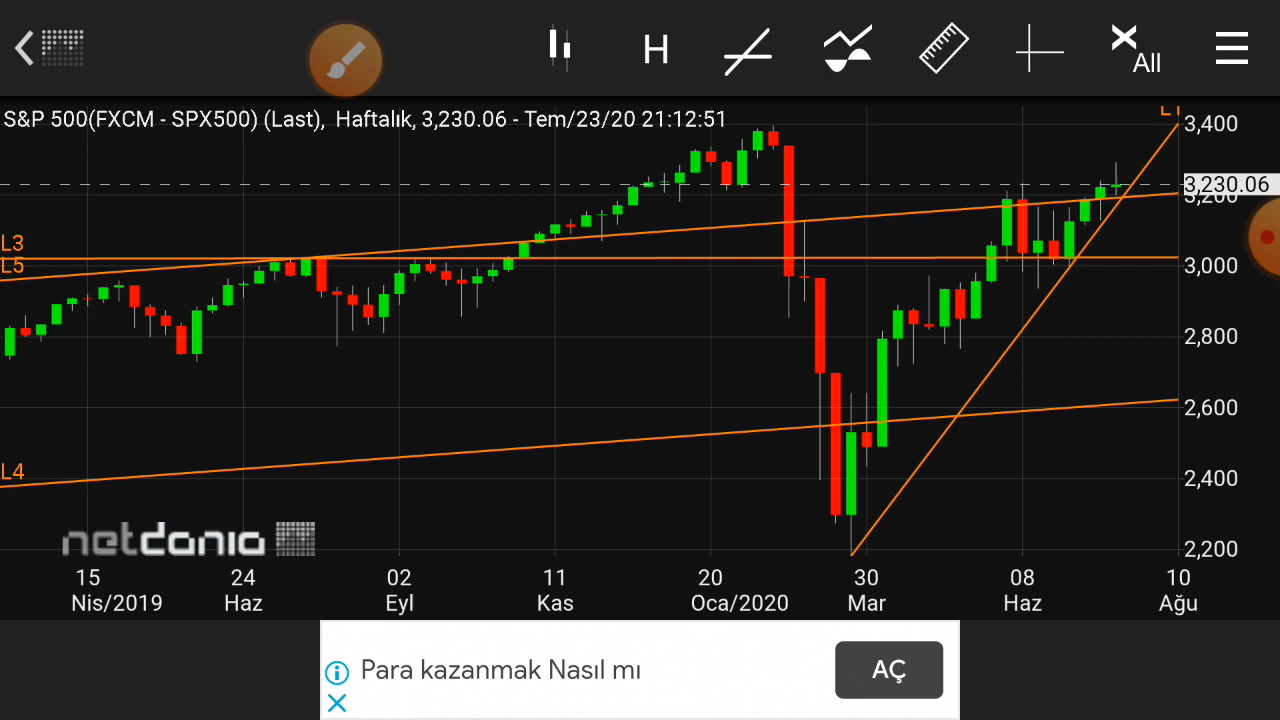 H
All
S&P 500(FXCM - SPX500) (Last), Haftalık, 3,230.06 - Tem/23/20 21:12:51
L1
3,400
3,230.06
3,200
L3
L5
3,000
2,800
2,600
L4
2,400
netdania
2,200
15 24 02 11 20 30 08 10
Nis/2019 Haz Eyl Kas Oca/2020 Mar Haz Ağu
Para kazanmak Nasıl mı
AÇ